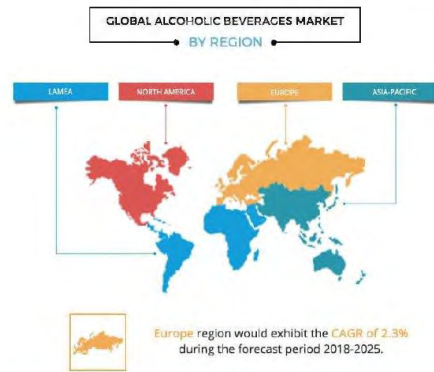 GLOBAL ALCOHOLIC BEVERAGES MARKET
BY REGION
LAMEA
NORTH AMERICA
EUROPE
ASIA-PACIFIC
Europe region would exhibit the CAGR of 2.3%
during the forecast period 2018-2025.